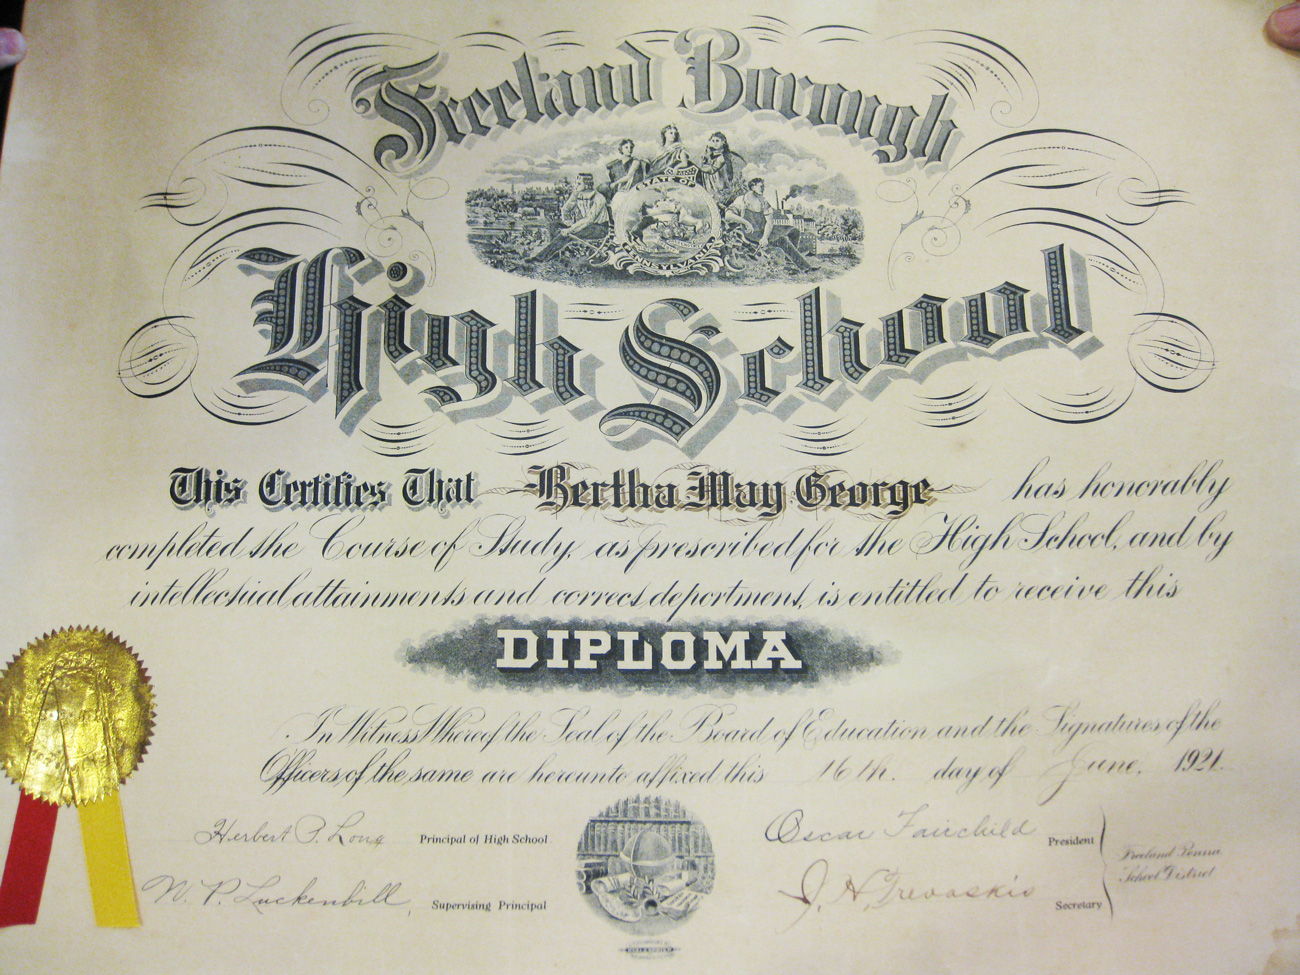 Freeland Borough
STATE OF
PENNSYLVANIA
High School
This Certifies That Bertha May George has honorably
completed the Course of Study, as prescribed for the High School, and by
intellectual attainments and correct deportment, is entitled to receive this
DIPLOMA
In Witness Whereof the Seal of the Board of Education and the Signatures of the
Officers of the same are hereunto affixed this 16th. day of June, 1921.
Herbert P. Long Principal of High School
Oscar Fairchild President
Freeland Penna
School District
W. P. Luckenbill, Supervising Principal
J. H. Trevaskis Secretary